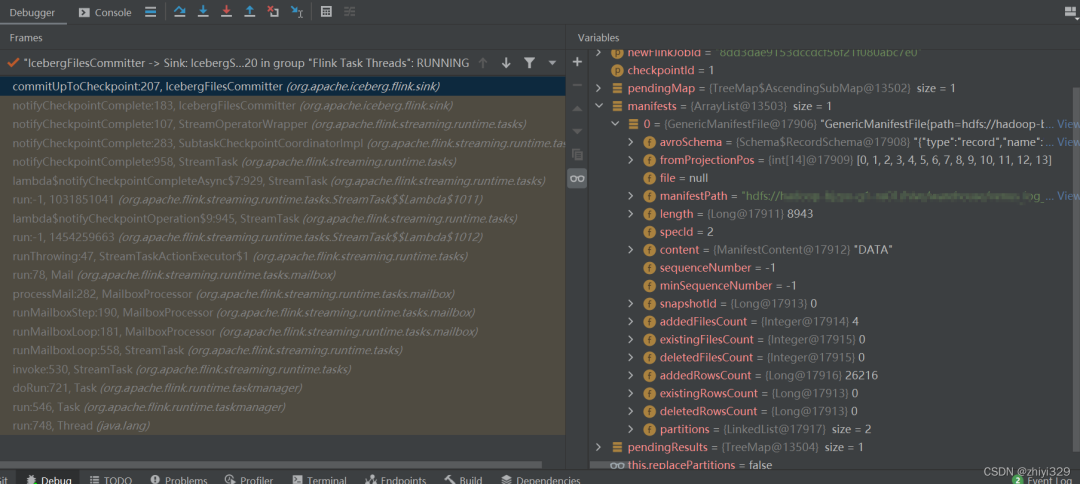 Debugger
Console
Frames
Variables
"IcebergFilesCommitter -> Sink: IcebergS...20 in group "Flink Task Threads": RUNNING
commitUpToCheckpoint:207, IcebergFilesCommitter (org.apache.iceberg.flink.sink)
notifyCheckpointComplete:183, IcebergFilesCommitter (org.apache.iceberg.flink.sink)
notifyCheckpointComplete:107, StreamOperatorWrapper (org.apache.flink.streaming.runtime.tasks)
notifyCheckpointComplete:283, SubtaskCheckpointCoordinatorImpl (org.apache.flink.streaming.runtime.tasks)
notifyCheckpointComplete:958, StreamTask (org.apache.flink.streaming.runtime.tasks)
lambda$notifyCheckpointCompleteAsync$7:929, StreamTask (org.apache.flink.streaming.runtime.tasks)
run:-1, 1031851041 (org.apache.flink.streaming.runtime.tasks.StreamTask$$Lambda$1011)
lambda$notifyCheckpointOperation$9:945, StreamTask (org.apache.flink.streaming.runtime.tasks)
run:-1, 1454259663 (org.apache.flink.streaming.runtime.tasks.StreamTask$$Lambda$1012)
runThrowing:47, StreamTaskActionExecutor$1 (org.apache.flink.streaming.runtime.tasks)
run:78, Mail (org.apache.flink.streaming.runtime.tasks.mailbox)
processMail:282, MailboxProcessor (org.apache.flink.streaming.runtime.tasks.mailbox)
runMailboxStep:190, MailboxProcessor (org.apache.flink.streaming.runtime.tasks.mailbox)
runMailboxLoop:181, MailboxProcessor (org.apache.flink.streaming.runtime.tasks.mailbox)
runMailboxLoop:558, StreamTask (org.apache.flink.streaming.runtime.tasks)
invoke:530, StreamTask (org.apache.flink.streaming.runtime.tasks)
doRun:721, Task (org.apache.flink.runtime.taskmanager)
run:546, Task (org.apache.flink.runtime.taskmanager)
run:748, Thread (java.lang)
newFlinkJobId =
checkpointId = 1
pendingMap = {TreeMap$AscendingSubMap@13502} size = 1
manifests = {ArrayList@13503} size = 1
0 = {GenericManifestFile@17906} "GenericManifestFile{path=hdfs://hadoop-b... View
avroSchema = {Schema$RecordSchema@17908} "{"type":"record","name":... View
fromProjectionPos = {int[14]@17909} [0, 1, 2, 3, 4, 5, 6, 7, 8, 9, 10, 11, 12, 13]
file = null
manifestPath = "hdfs:// View
length = {Long@17911} 8943
specId = 2
content = {ManifestContent@17912} "DATA"
sequenceNumber = -1
minSequenceNumber = -1
snapshotId = {Long@17913} 0
addedFilesCount = {Integer@17914} 4
existingFilesCount = {Integer@17915} 0
deletedFilesCount = {Integer@17915} 0
addedRowsCount = {Long@17916} 26216
existingRowsCount = {Long@17913} 0
deletedRowsCount = {Long@17913} 0
partitions = {LinkedList@17917} size = 2
pendingResults = {TreeMap@13504} size = 1
this.replacePartitions = false
Git
Debug
TODO
Problems
Profiler
Terminal
Endpoints
Build
Dependencies
2 Event Log
CSDN @zhiyi329